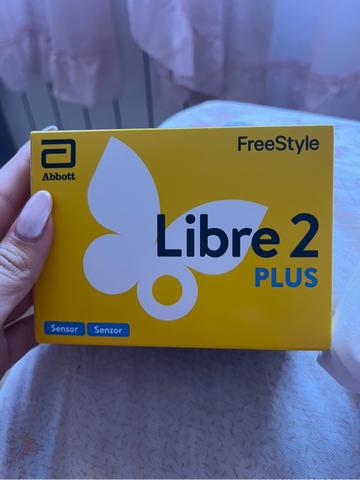 Abbott
FreeStyle
Libre 2
PLUS
Sensor Senzor